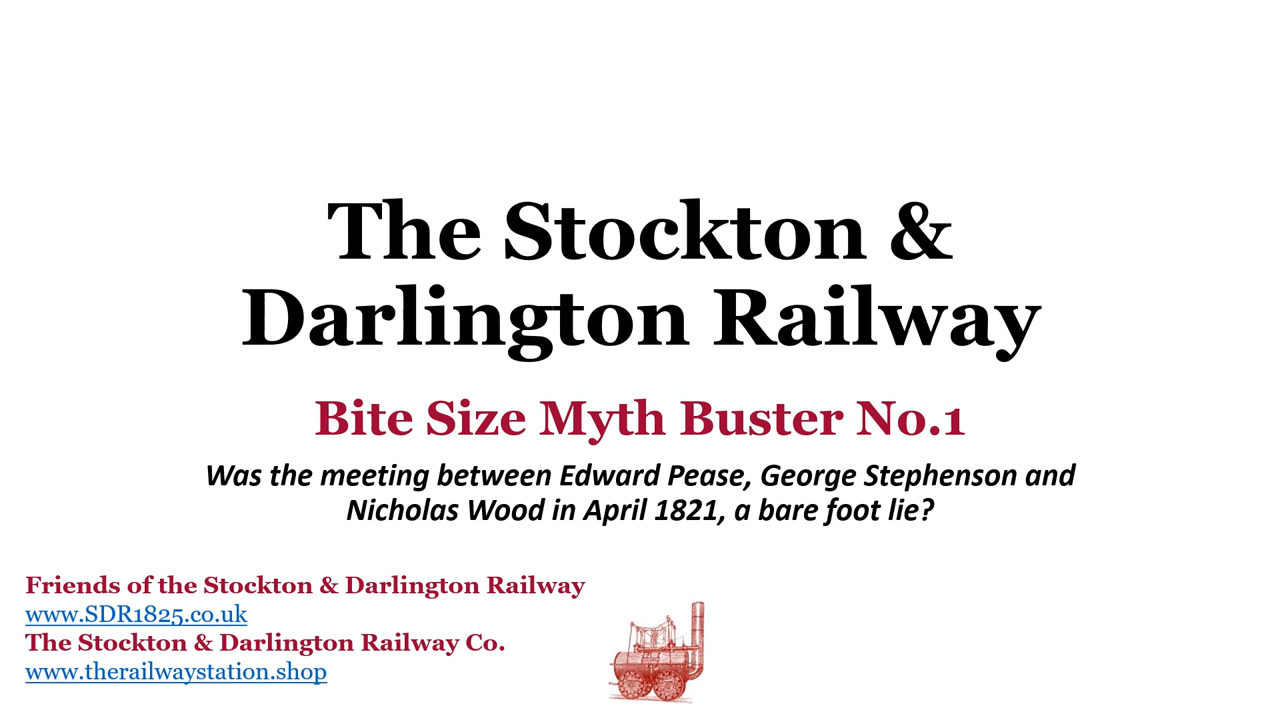 The Stockton &
Darlington Railway
Bite Size Myth Buster No.1
Was the meeting between Edward Pease, George Stephenson and
Nicholas Wood in April 1821, a bare foot lie?
Friends of the Stockton & Darlington Railway
www.SDR1825.co.uk
The Stockton & Darlington Railway Co.
www.therailwaystation.shop